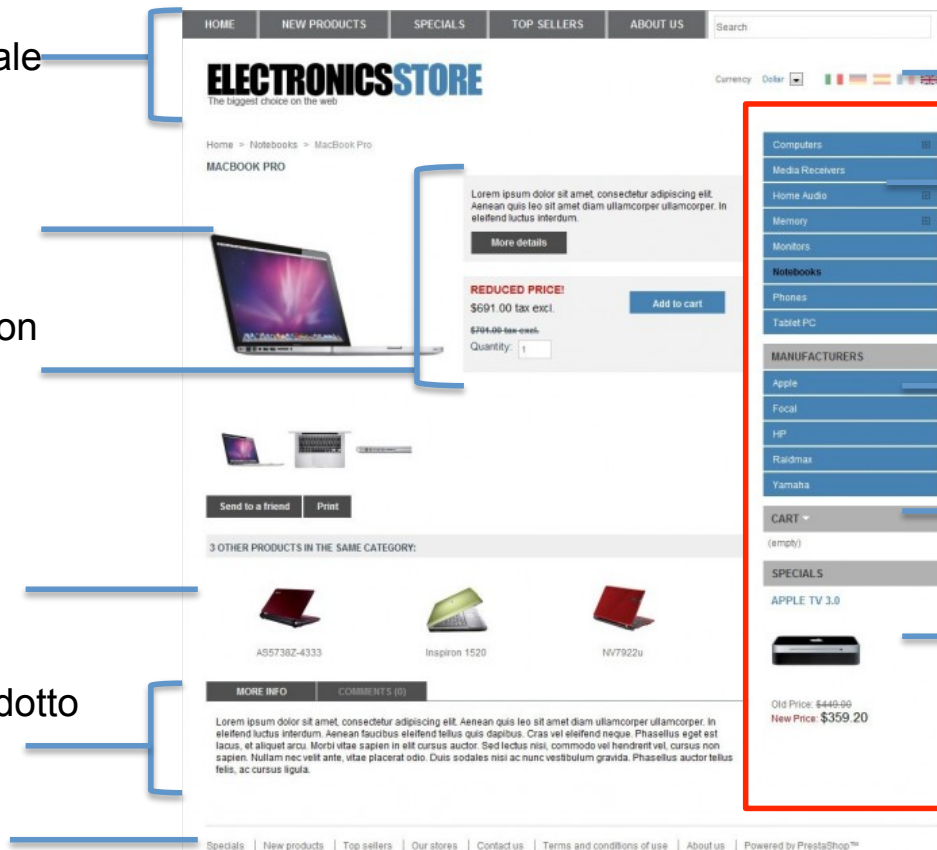 HOME NEW PRODUCTS SPECIALS TOP SELLERS ABOUT US Search
ale
ELECTRONICSSTORE
The biggest choice on the web
Currency Dollar
Home > Notebooks > MacBook Pro
MACBOOK PRO
Lorem ipsum dolor sit amet, consectetur adipiscing elit.
Aenean quis leo sit amet diam ullamcorper ullamcorper. In
eleifend luctus interdum.
More details
REDUCED PRICE!
$691.00 tax excl.
Add to cart
$701.00 tax excl.
Quantity: 1
on
Send to a friend Print
3 OTHER PRODUCTS IN THE SAME CATEGORY:
AS5738Z-4333 Inspiron 1520 NV7922u
dotto
MORE INFO COMMENTS (0)
Lorem ipsum dolor sit amet, consectetur adipiscing elit. Aenean quis leo sit amet diam ullamcorper ullamcorper. In
eleifend luctus interdum. Aenean faucibus eleifend tellus quis dapibus. Cras vel eleifend neque. Phasellus eget est
lacus, et aliquet arcu. Morbi vitae sapien in elit cursus auctor. Sed lectus nisi, commodo vel hendrerit vel, cursus non
sapien. Nullam nec velit ante, vitae placerat odio. Duis sodales nisi ac nunc vestibulum gravida. Phasellus auctor tellus
felis, ac cursus ligula.
Computers
Media Receivers
Home Audio
Memory
Monitors
Notebooks
Phones
Tablet PC
MANUFACTURERS
Apple
Focal
HP
Raidmax
Yamaha
CART
(empty)
SPECIALS
APPLE TV 3.0
Old Price: $449.00
New Price: $359.20
Specials | New products | Top sellers | Our stores | Contact us | Terms and conditions of use | About us | Powered by PrestaShop™